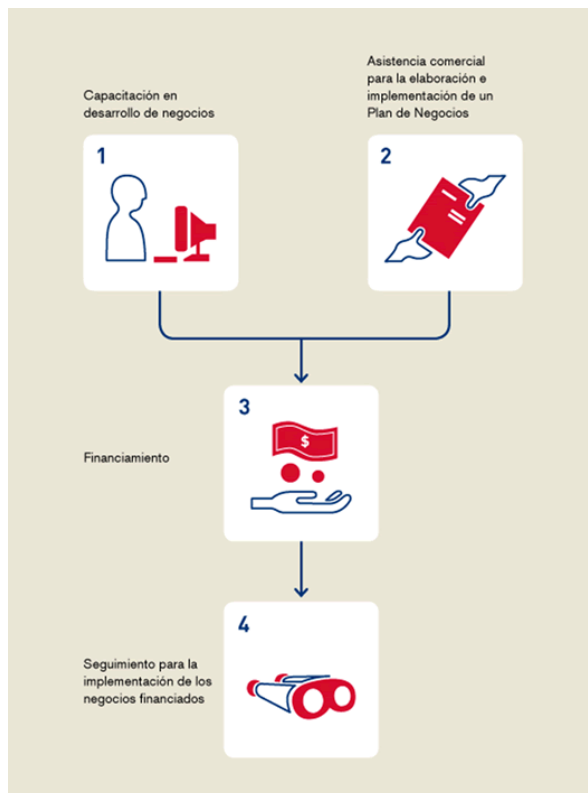 Capacitación en
desarrollo de negocios
1
Asistencia comercial
para la elaboración e
implementación de un
Plan de Negocios
2
3
$
Financiamiento
4
Seguimiento para la
implementación de los
negocios financiados